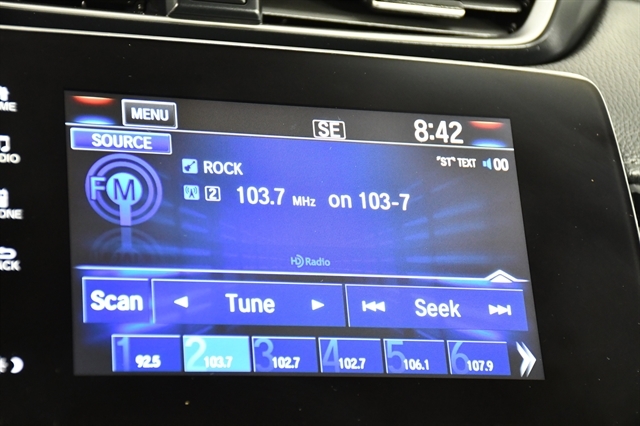 MENU
SE
8:42
SOURCE
"ST" TEXT 00
FM
ROCK
2 103.7 MHz on 103-7
HD Radio
Scan
Tune
Seek
1 92.5
2 103.7
3 102.7
4 102.7
5 106.1
6 107.9